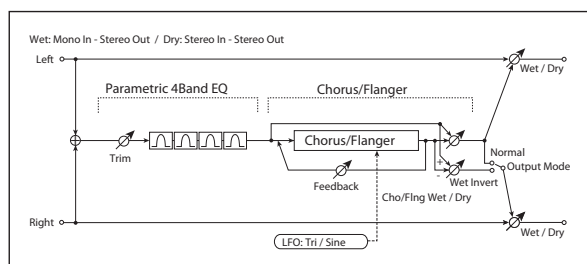 Wet: Mono In - Stereo Out / Dry: Stereo In - Stereo Out
Left
Wet / Dry
Parametric 4Band EQ
Chorus/Flanger
Chorus/Flanger
Trim
Normal
Output Mode
+
-
Wet Invert
Feedback
Cho/Flng Wet / Dry
Right
Wet / Dry
LFO: Tri / Sine